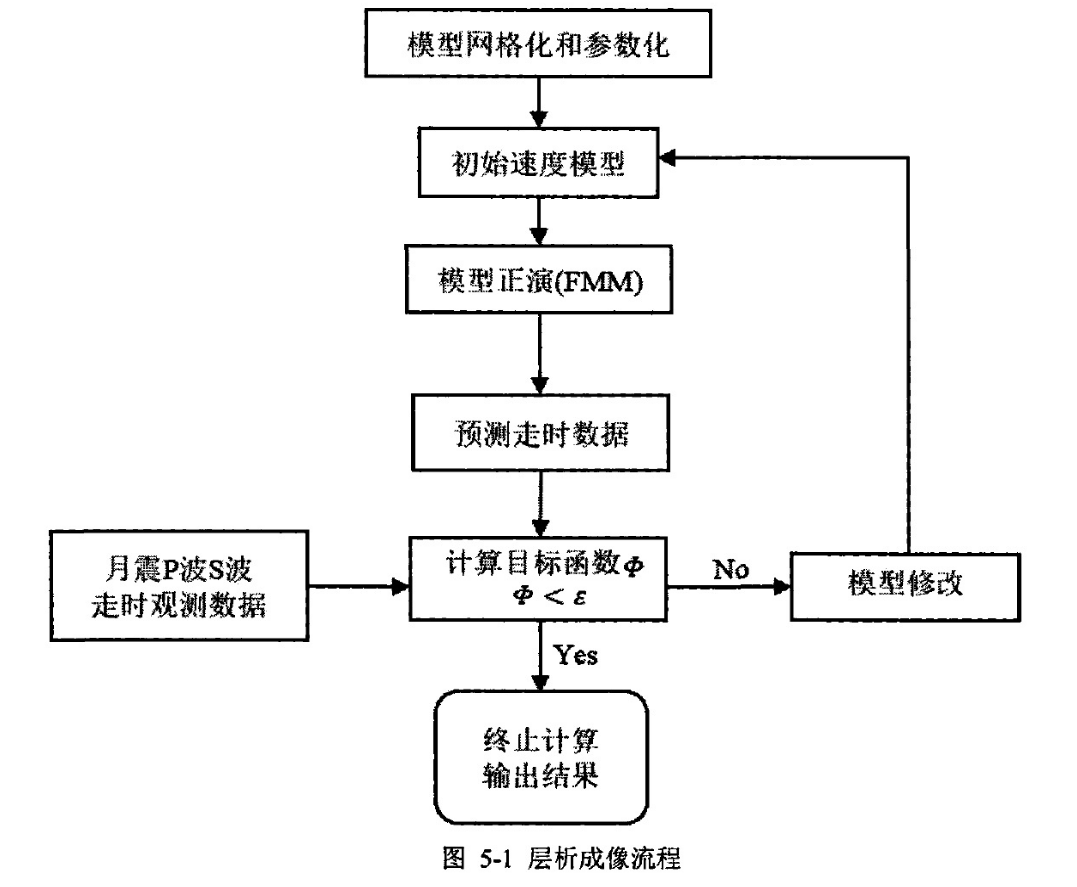 模型网格化和参数化
初始速度模型
模型正演(FMM)
预测走时数据
月震P波S波
走时观测数据
计算目标函数Φ
Φ < ε
No
模型修改
Yes
终止计算
输出结果
图 5-1 层析成像流程